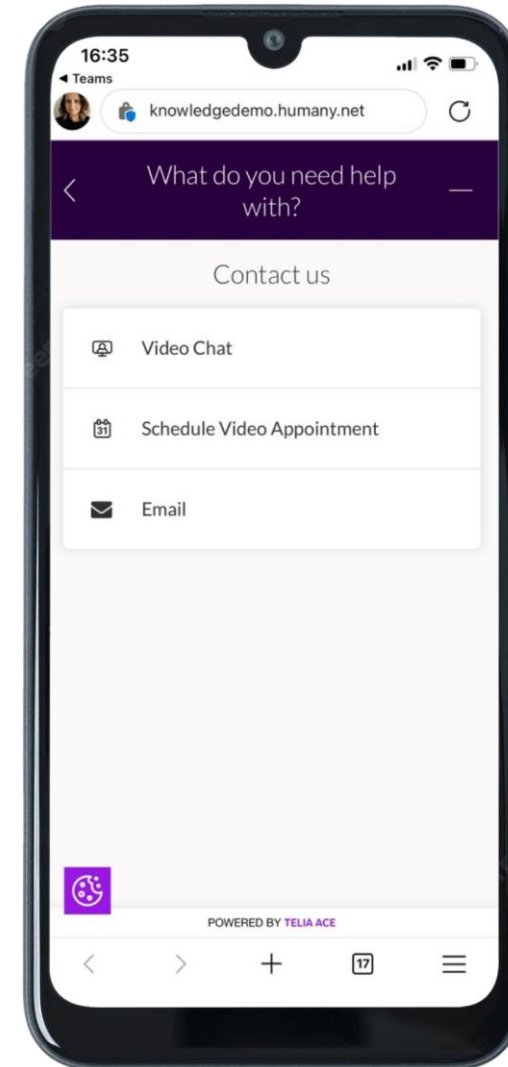 16:35
◀ Teams
knowledgedemo.humany.net
What do you need help
with?
Contact us
Video Chat
31
Schedule Video Appointment
Email
POWERED BY TELIA ACE
17